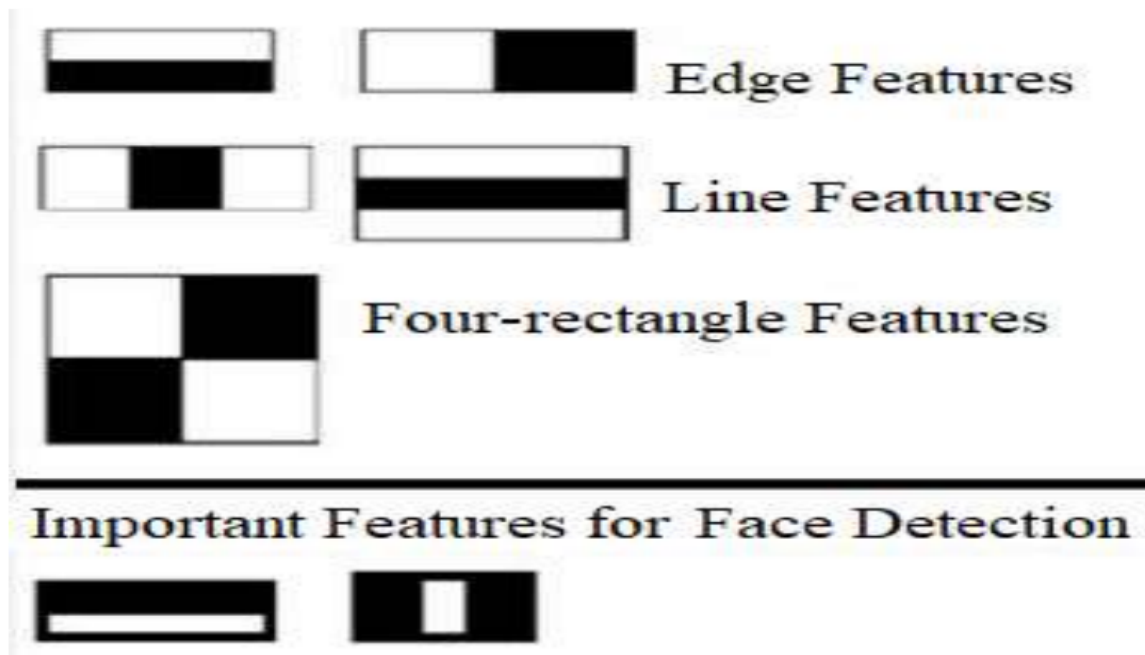 Edge Features
Line Features
Four-rectangle Features
Important Features for Face Detection